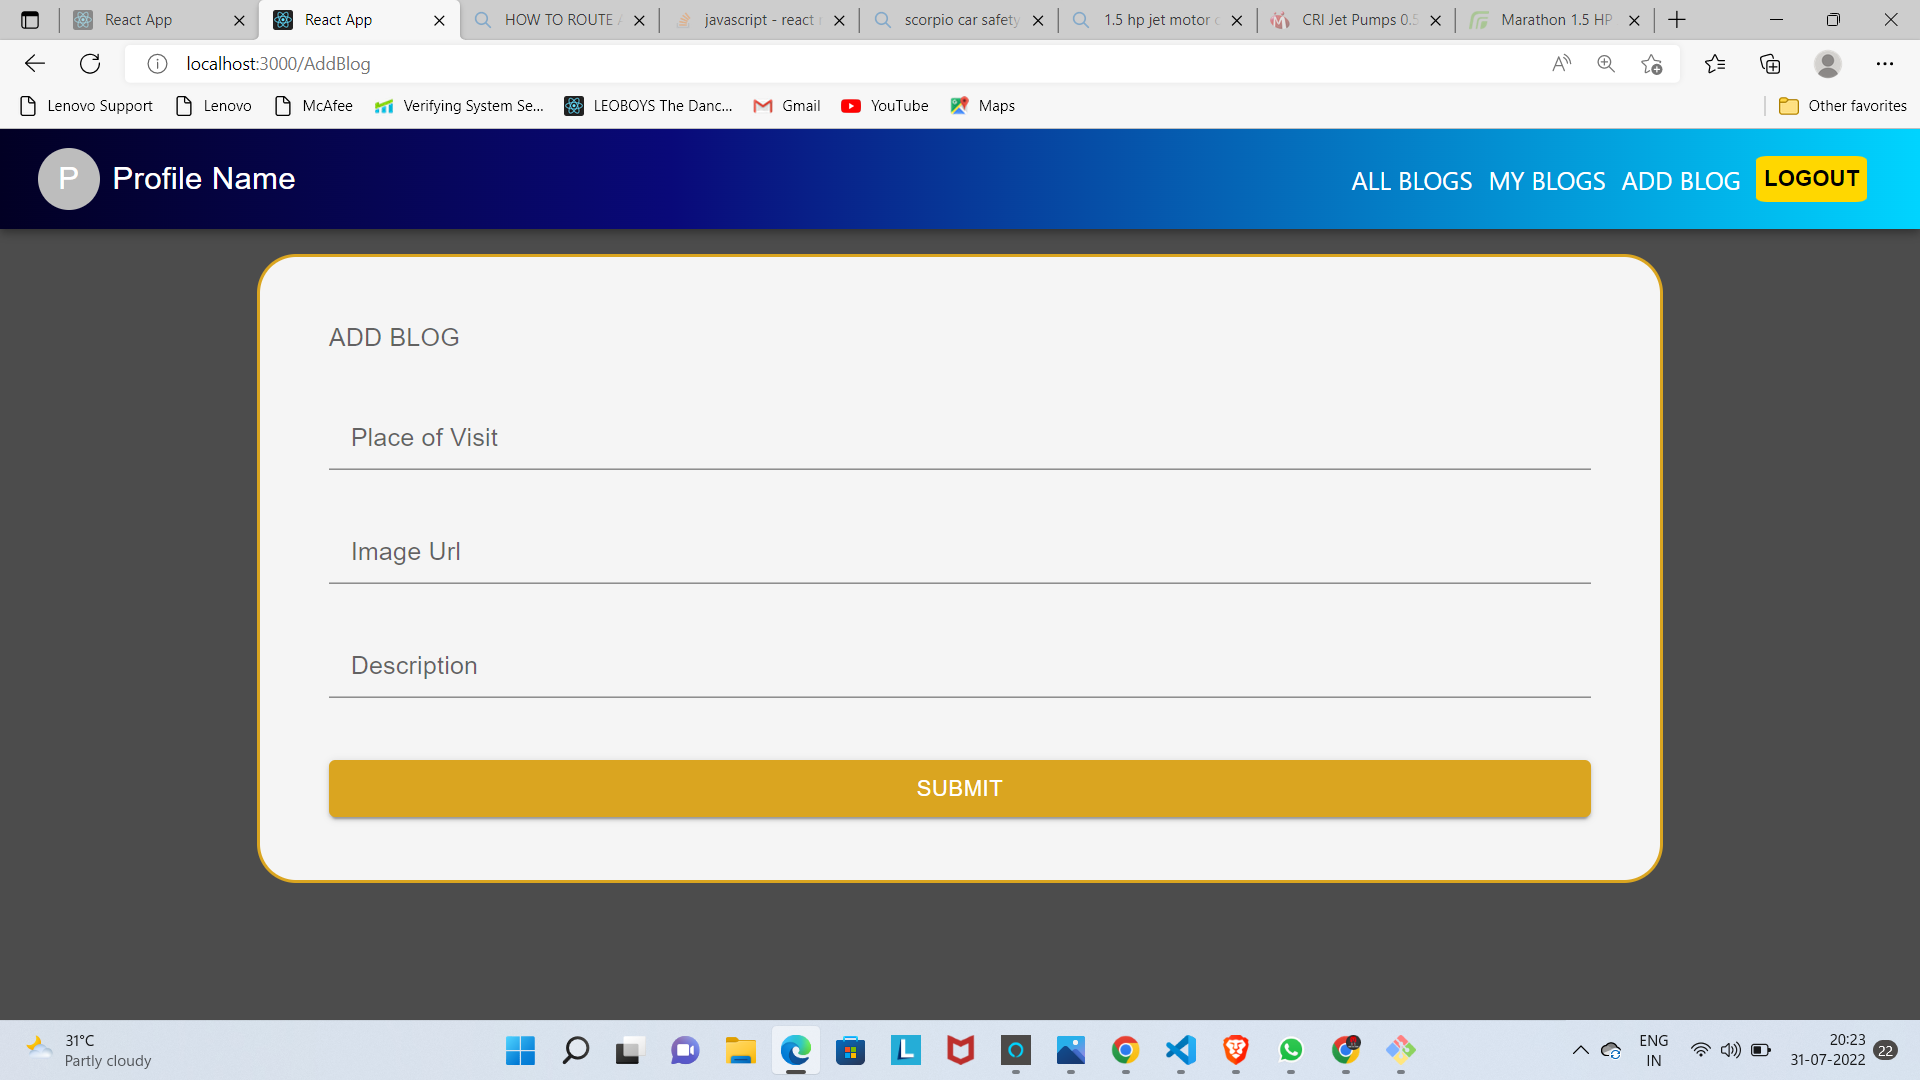 React App
React App
HOW TO ROUTE
javascript - react
scorpio car safety
1.5 hp jet motor
CRI Jet Pumps 0.5
Marathon 1.5 HP
localhost:3000/AddBlog
Lenovo Support
Lenovo
McAfee
Verifying System Se...
LEOBOYS The Danc...
Gmail
YouTube
Maps
Other favorites
P
Profile Name
ALL BLOGS
MY BLOGS
ADD BLOG
LOGOUT
ADD BLOG
Place of Visit
Image Url
Description
SUBMIT
31°C
Partly cloudy
ENG
IN
20:23
31-07-2022
22